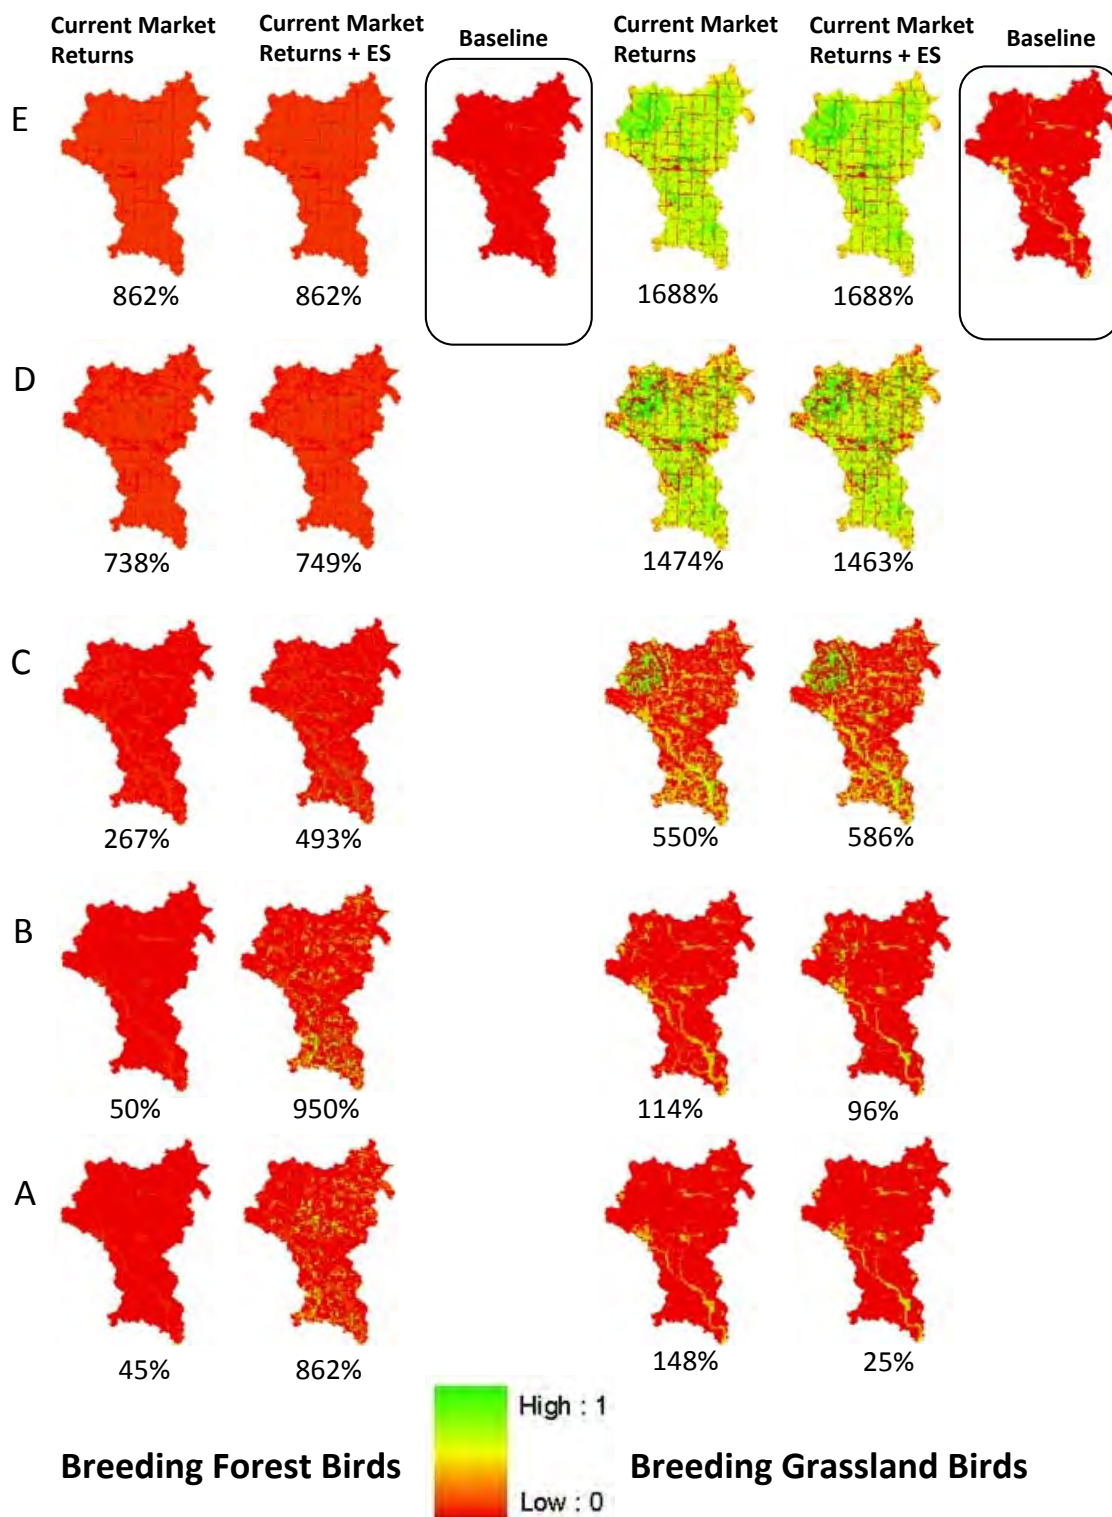 Current Market Returns
Current Market Returns + ES
Baseline
Current Market Returns
Current Market Returns + ES
Baseline
E
862%
862%
1688%
1688%
D
738%
749%
1474%
1463%
C
267%
493%
550%
586%
B
50%
950%
114%
96%
A
45%
862%
148%
25%
High : 1
Low : 0
Breeding Forest Birds
Breeding Grassland Birds